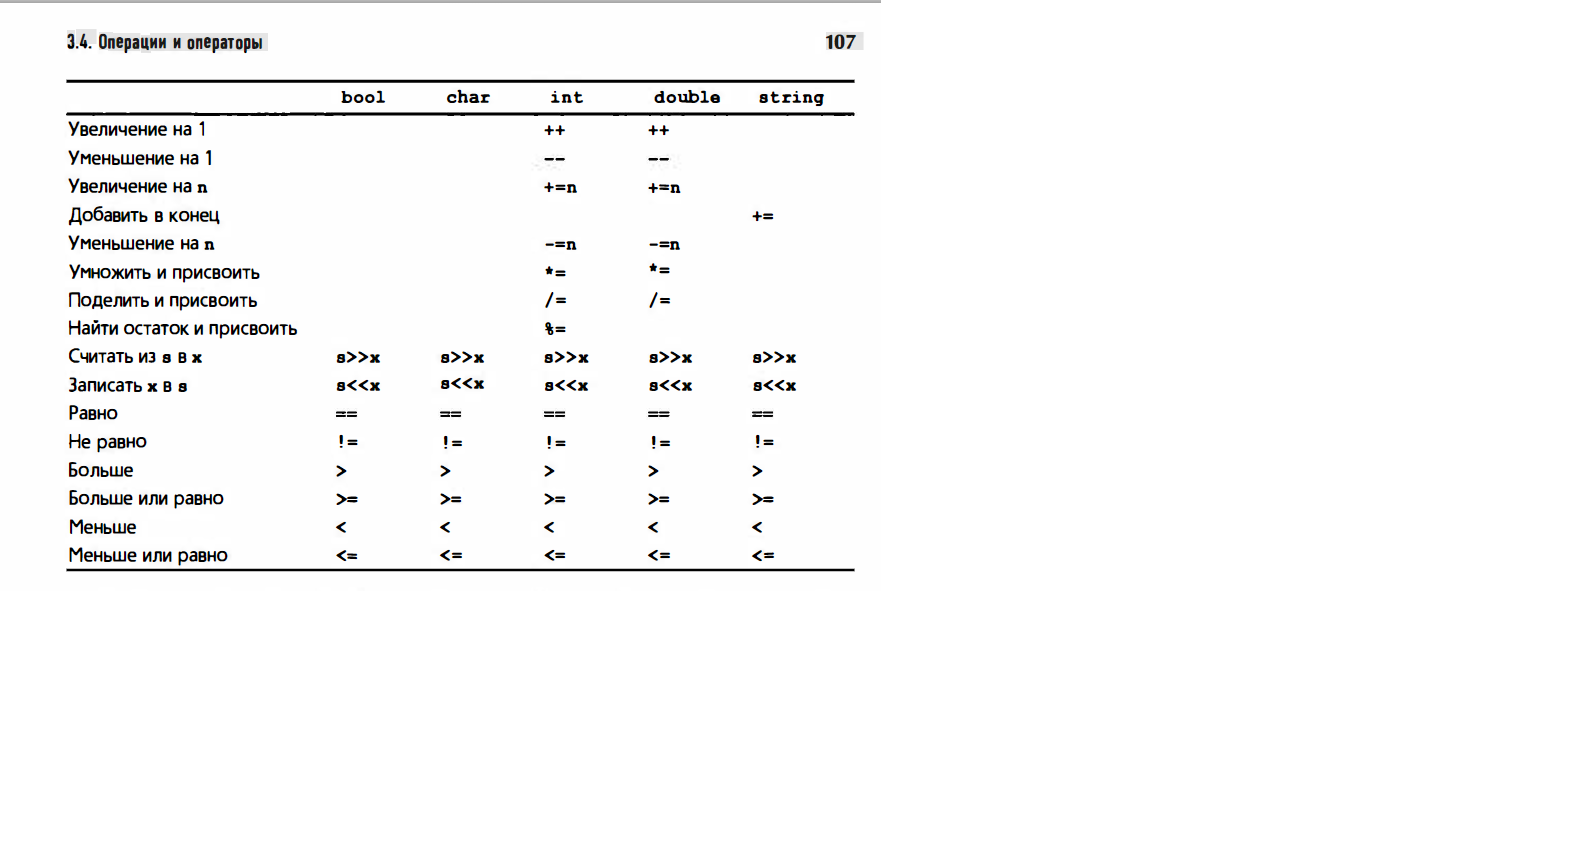 3.4. Операции и операторы 107
bool char int double string
Увеличение на 1 ++ ++
Уменьшение на 1 -- --
Увеличение на n +=n +=n
Добавить в конец +=
Уменьшение на n -=n -=n
Умножить и присвоить *= *=
Поделить и присвоить /= /=
Найти остаток и присвоить %=
Считать из s в x s>>x s>>x s>>x s>>x s>>x
Записать x в s s<<x s<<x s<<x s<<x s<<x
Равно == == == == ==
Не равно != != != != !=
Больше > > > > >
Больше или равно >= >= >= >= >=
Меньше < < < < <
Меньше или равно <= <= <= <= <=